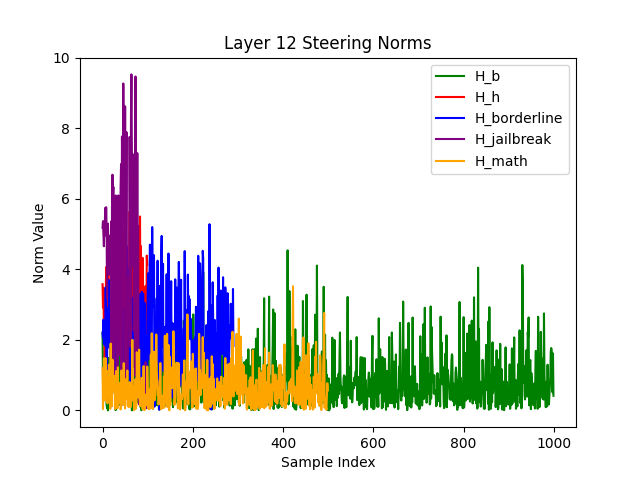 Layer 12 Steering Norms
Norm Value
10
8
6
4
2
0
H_b
H_h
H_borderline
H_jailbreak
H_math
0 200 400 600 800 1000
Sample Index